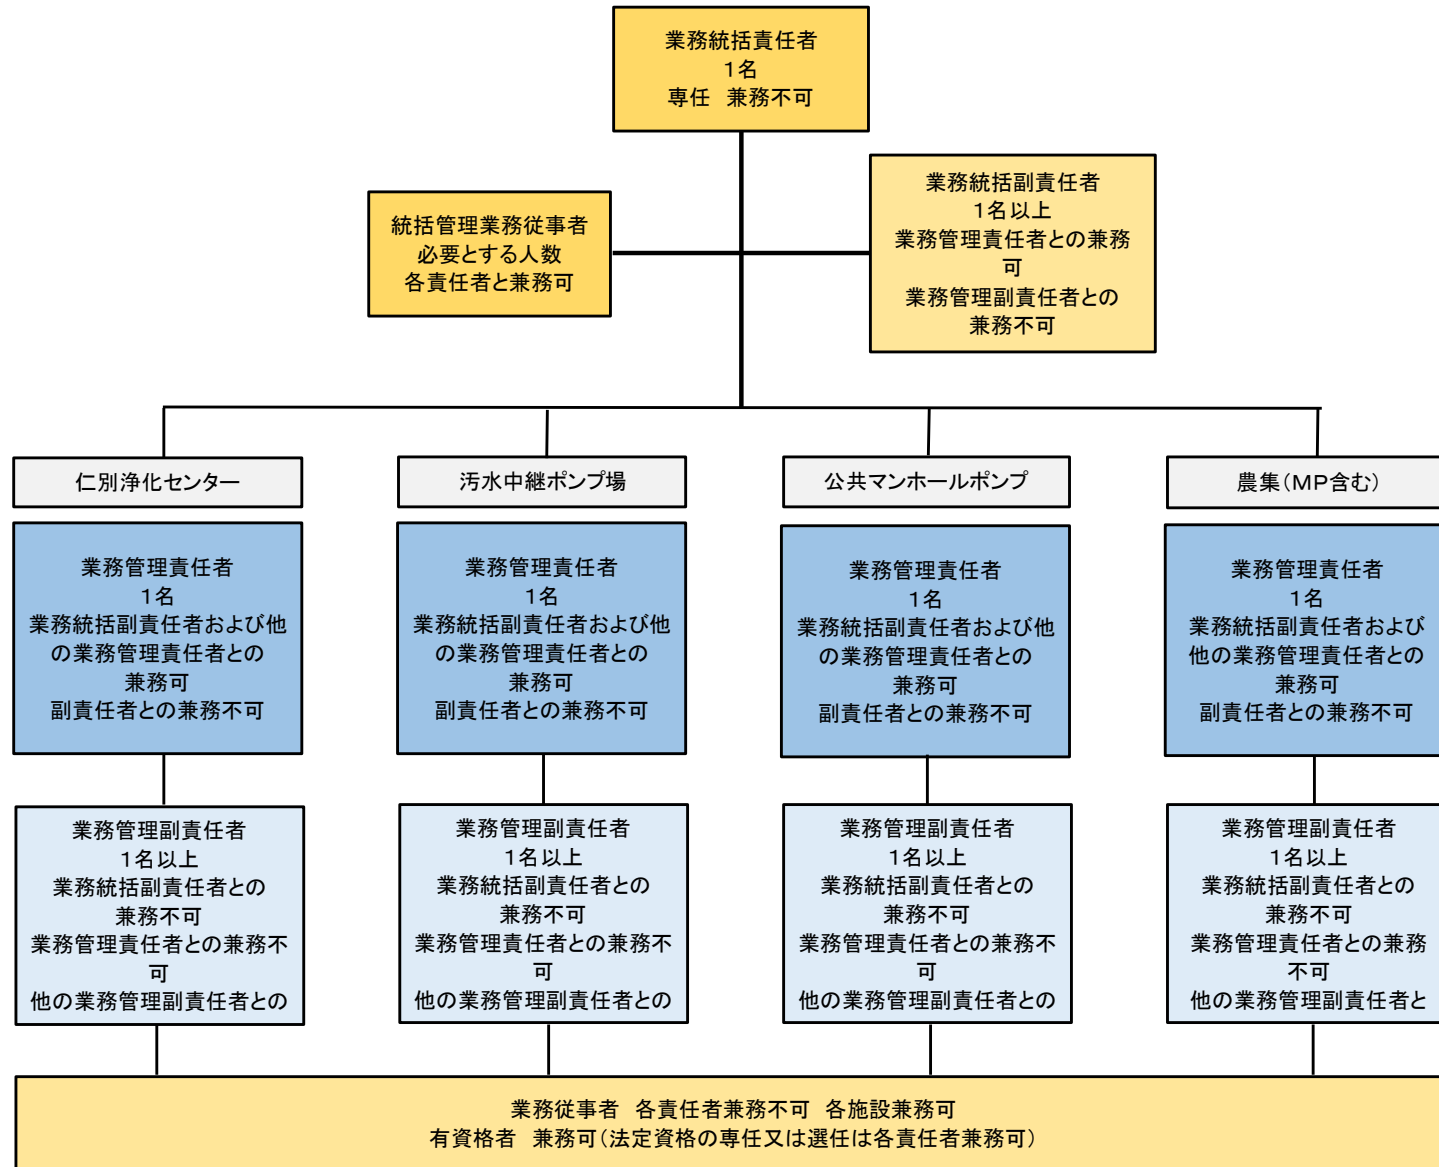 業務統括責任者
1名
専任　兼務不可
統括管理業務従事者
必要とする人数
各責任者と兼務可
業務統括副責任者
1名以上
業務管理責任者との兼務
可
業務管理副責任者との
兼務不可
仁別浄化センター
汚水中継ポンプ場
公共マンホールポンプ
農集(MP含む)
業務管理責任者
1名
業務統括副責任者および他
の業務管理責任者との
兼務可
副責任者との兼務不可
業務管理責任者
1名
業務統括副責任者および他
の業務管理責任者との
兼務可
副責任者との兼務不可
業務管理責任者
1名
業務統括副責任者および他
の業務管理責任者との
兼務可
副責任者との兼務不可
業務管理責任者
1名
業務統括副責任者および
他の業務管理責任者との
兼務可
副責任者との兼務不可
業務管理副責任者
1名以上
業務統括副責任者との
兼務不可
業務管理責任者との兼務不
可
他の業務管理副責任者との
業務管理副責任者
1名以上
業務統括副責任者との
兼務不可
業務管理責任者との兼務不
可
他の業務管理副責任者との
業務管理副責任者
1名以上
業務統括副責任者との
兼務不可
業務管理責任者との兼務不
可
他の業務管理副責任者との
業務管理副責任者
1名以上
業務統括副責任者との
兼務不可
業務管理責任者との兼務
不可
他の業務管理副責任者と
業務従事者　各責任者兼務不可　各施設兼務可
有資格者　兼務可(法定資格の専任又は選任は各責任者兼務可)